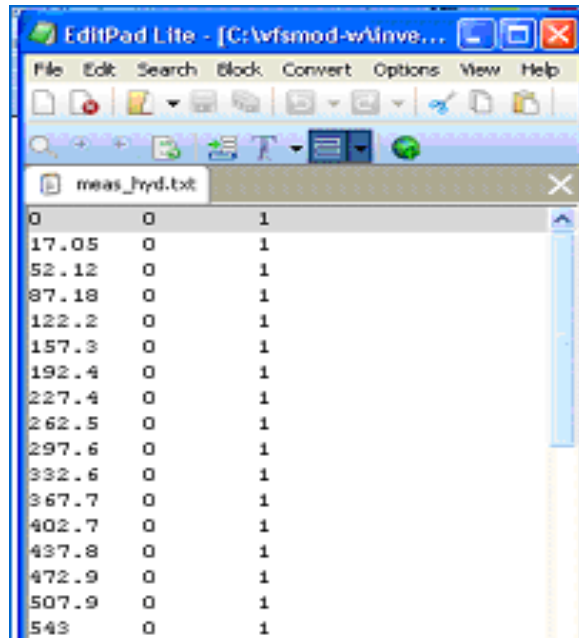 EditPad Lite - [C:\vfsmod-w\inve...
File Edit Search Block Convert Options View Help
meas_hyd.txt
0 0 1
17.05 0 1
52.12 0 1
87.18 0 1
122.2 0 1
157.3 0 1
192.4 0 1
227.4 0 1
262.5 0 1
297.6 0 1
332.6 0 1
367.7 0 1
402.7 0 1
437.8 0 1
472.9 0 1
507.9 0 1
543 0 1